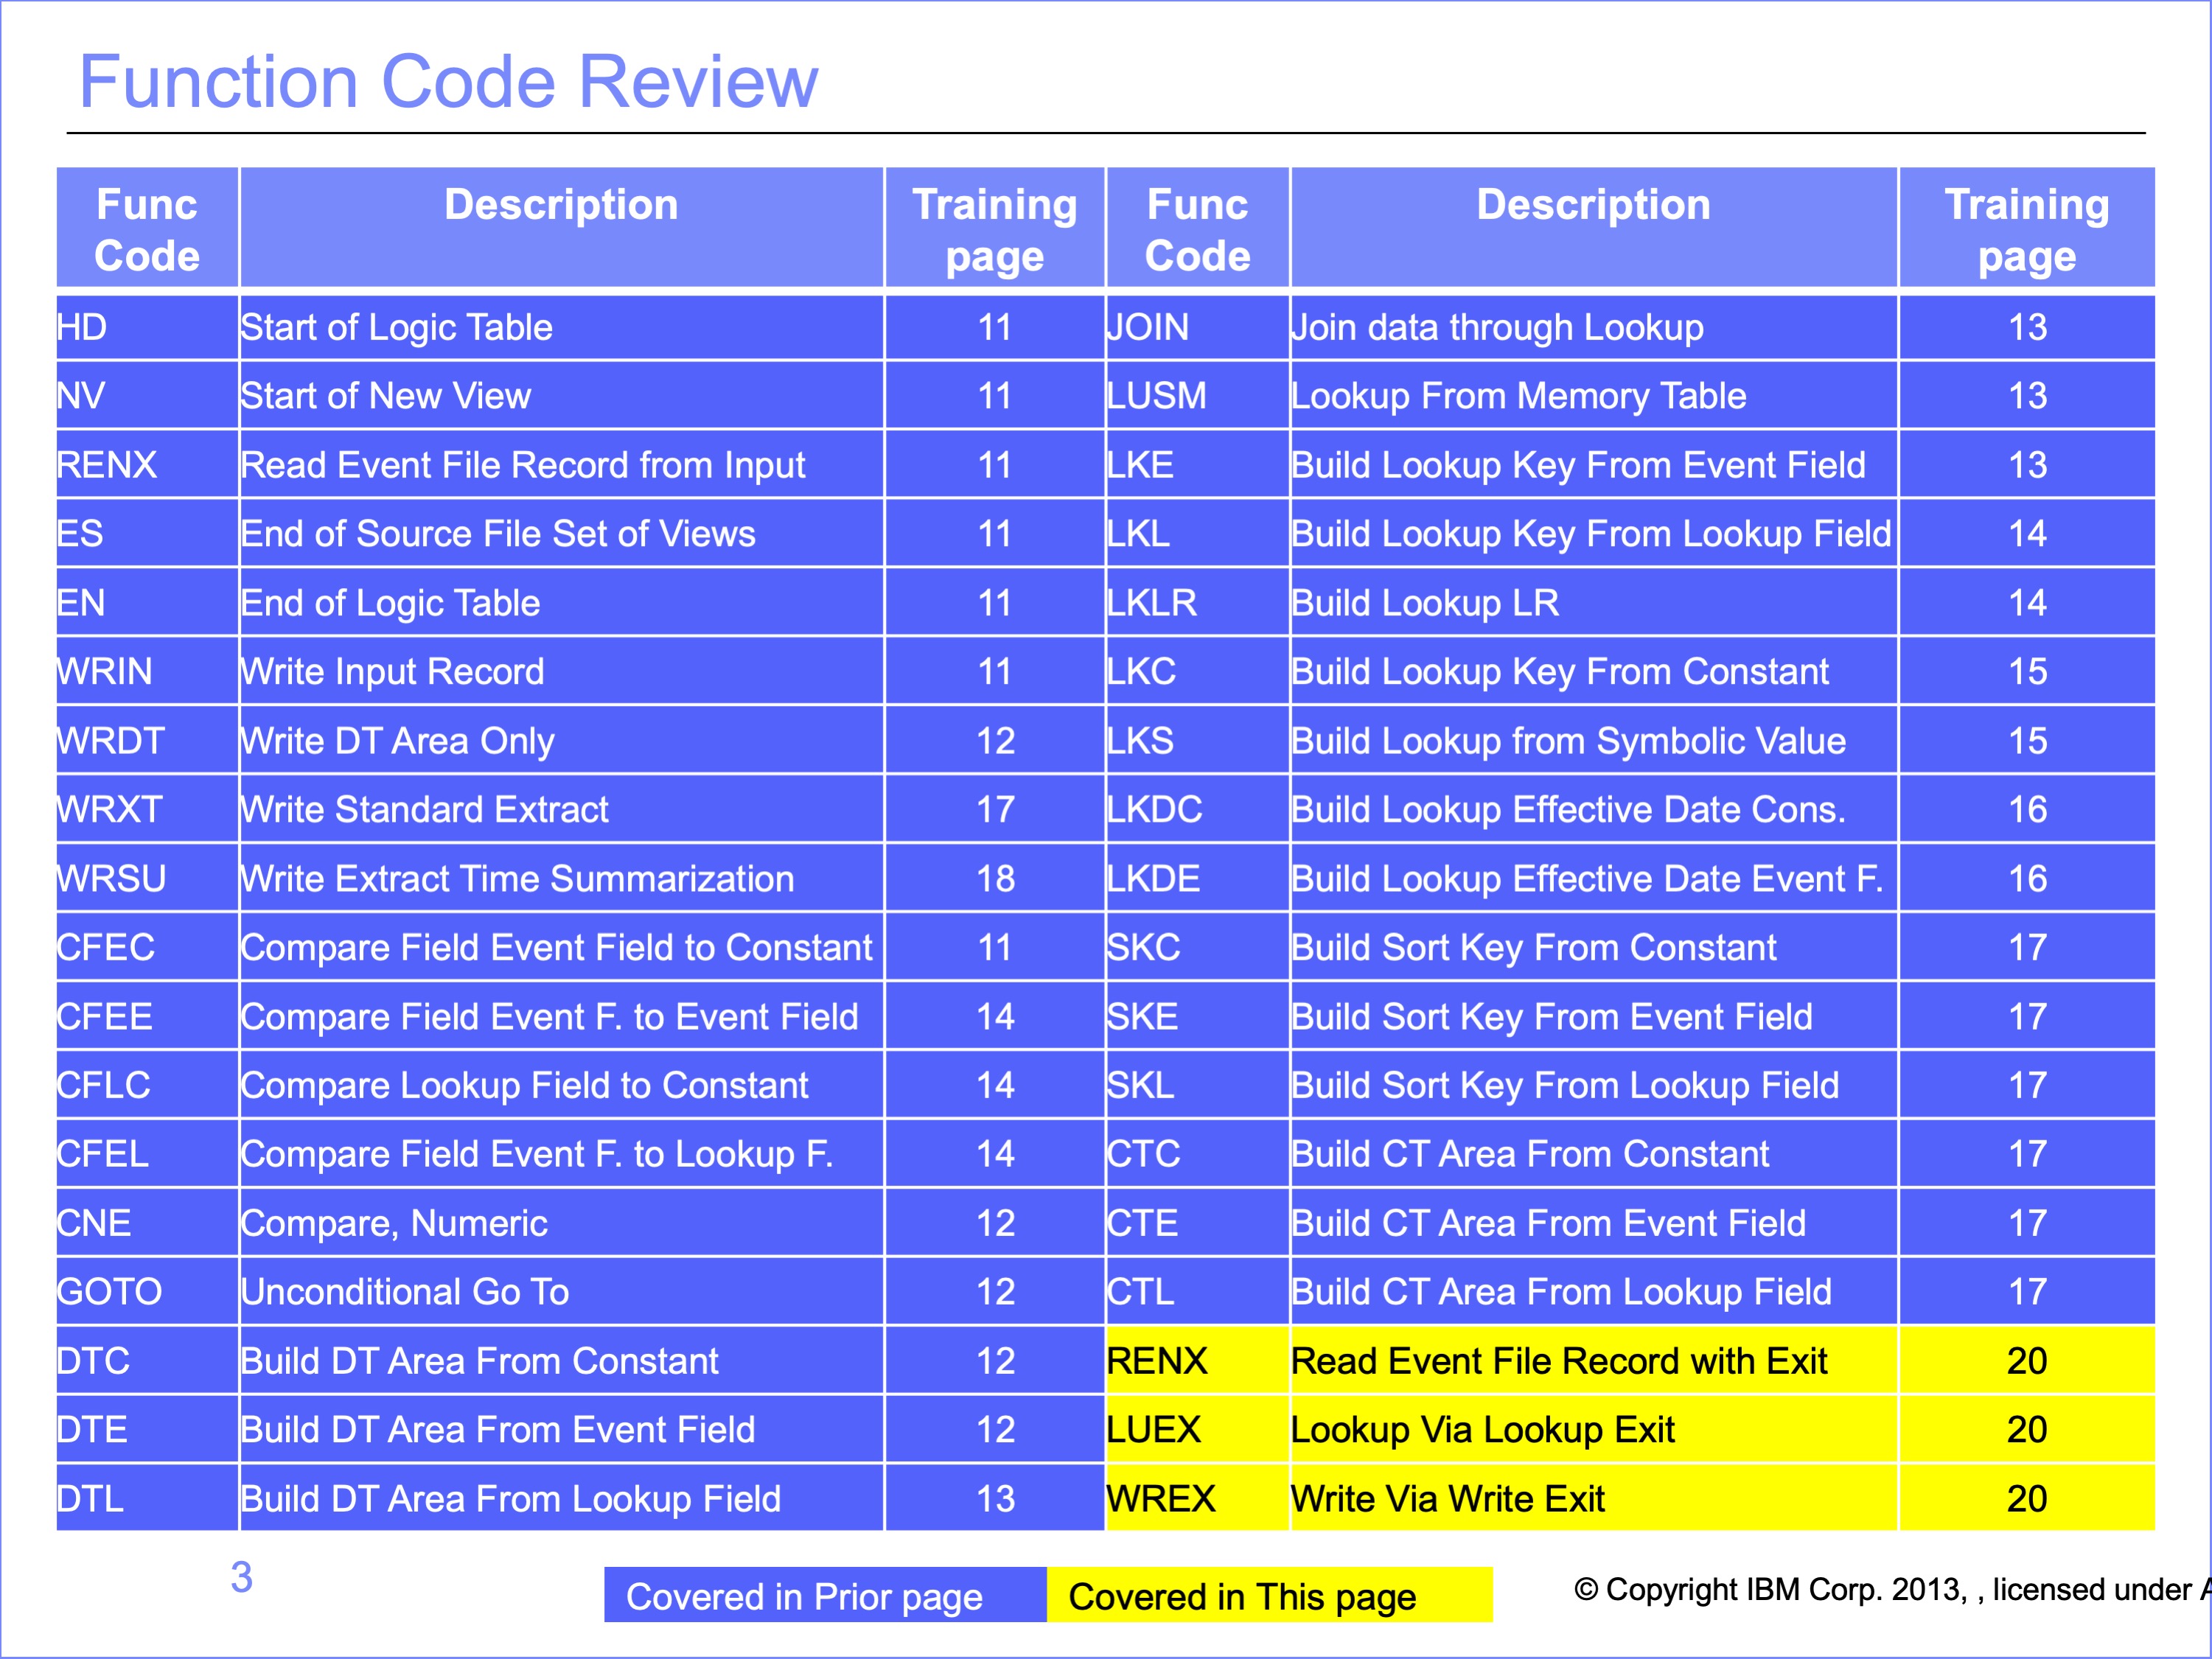 Function Code Review
Func Code Description Training page Func Code Description Training page
HD Start of Logic Table 11 JOIN Join data through Lookup 13
NV Start of New View 11 LUSM Lookup From Memory Table 13
RENX Read Event File Record from Input 11 LKE Build Lookup Key From Event Field 13
ES End of Source File Set of Views 11 LKL Build Lookup Key From Lookup Field 14
EN End of Logic Table 11 LKLR Build Lookup LR 14
WRIN Write Input Record 11 LKC Build Lookup Key From Constant 15
WRDT Write DT Area Only 12 LKS Build Lookup from Symbolic Value 15
WRXT Write Standard Extract 17 LKDC Build Lookup Effective Date Cons. 16
WRSU Write Extract Time Summarization 18 LKDE Build Lookup Effective Date Event F. 16
CFEC Compare Field Event Field to Constant 11 SKC Build Sort Key From Constant 17
CFEE Compare Field Event F. to Event Field 14 SKE Build Sort Key From Event Field 17
CFLC Compare Lookup Field to Constant 14 SKL Build Sort Key From Lookup Field 17
CFEL Compare Field Event F. to Lookup F. 14 CTC Build CT Area From Constant 17
CNE Compare, Numeric 12 CTE Build CT Area From Event Field 17
GOTO Unconditional Go To 12 CTL Build CT Area From Lookup Field 17
DTC Build DT Area From Constant 12 RENX Read Event File Record with Exit 20
DTE Build DT Area From Event Field 12 LUEX Lookup Via Lookup Exit 20
DTL Build DT Area From Lookup Field 13 WREX Write Via Write Exit 20
3 Covered in Prior page Covered in This page © Copyright IBM Corp. 2013, , licensed under